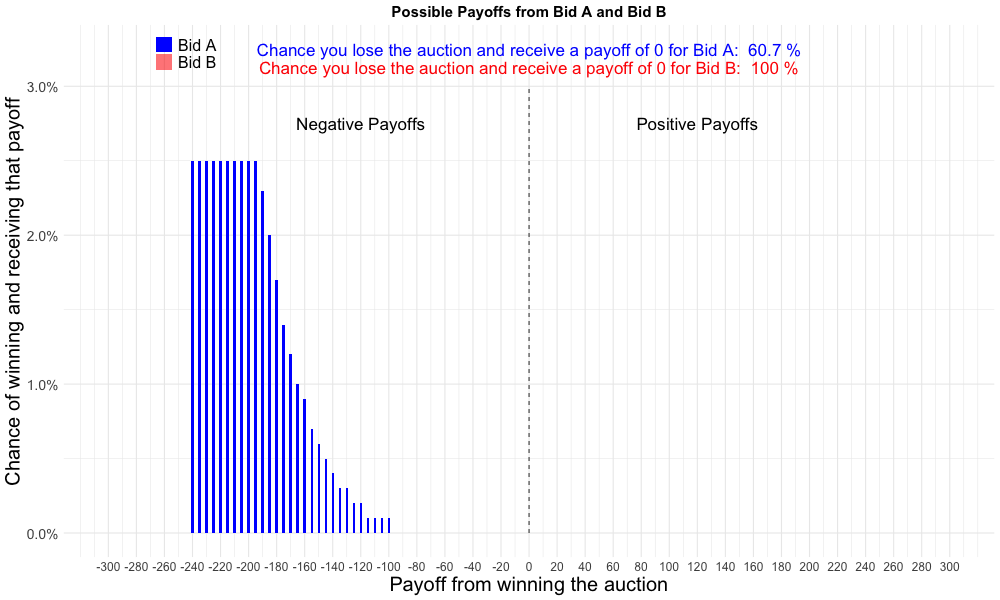 Possible Payoffs from Bid A and Bid B
Bid A
Bid B
Chance you lose the auction and receive a payoff of 0 for Bid A: 60.7 %
Chance you lose the auction and receive a payoff of 0 for Bid B: 100 %
Negative Payoffs
Positive Payoffs
Chance of winning and receiving that payoff
3.0%
2.0%
1.0%
0.0%
-300 -280 -260 -240 -220 -200 -180 -160 -140 -120 -100 -80 -60 -40 -20 0 20 40 60 80 100 120 140 160 180 200 220 240 260 280 300
Payoff from winning the auction